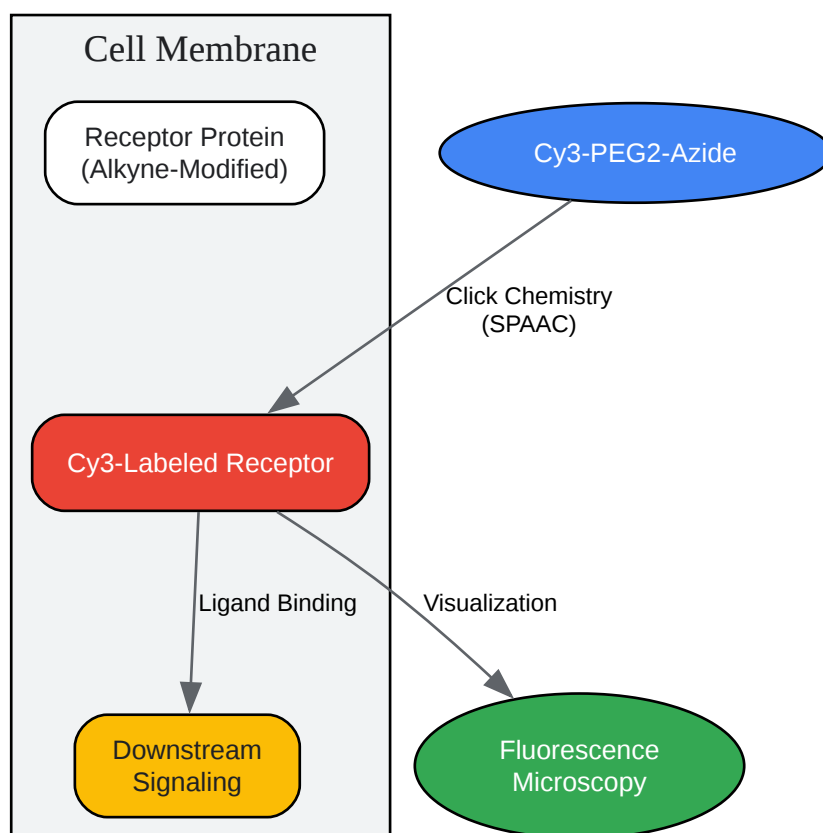 Cell Membrane
Receptor Protein
(Alkyne-Modified)
Cy3-PEG2-Azide
Click Chemistry
(SPAAC)
Cy3-Labeled Receptor
Ligand Binding
Visualization
Downstream
Signaling
Fluorescence
Microscopy